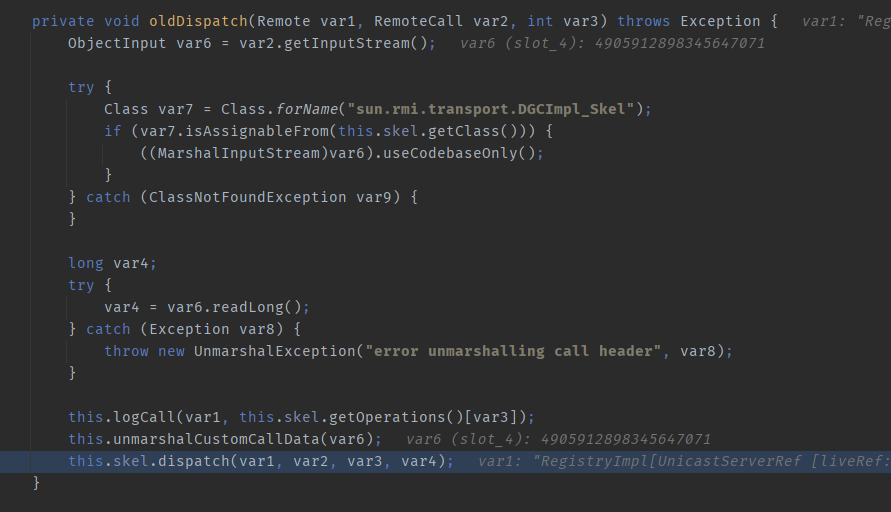 private void oldDispatch(Remote var1, RemoteCall var2, int var3) throws Exception {   var1: "Reg
    ObjectInput var6 = var2.getInputStream();   var6 (slot_4): 4905912898345647071

    try {
        Class var7 = Class.forName("sun.rmi.transport.DGCImpl_Skel");
        if (var7.isAssignableFrom(this.skel.getClass())) {
            ((MarshalInputStream)var6).useCodebaseOnly();
        }
    } catch (ClassNotFoundException var9) {
    }

    long var4;
    try {
        var4 = var6.readLong();
    } catch (Exception var8) {
        throw new UnmarshalException("error unmarshalling call header", var8);
    }

    this.logCall(var1, this.skel.getOperations()[var3]);
    this.unmarshalCustomCallData(var6);   var6 (slot_4): 4905912898345647071
    this.skel.dispatch(var1, var2, var3, var4);   var1: "RegistryImpl[UnicastServerRef [liveRef:
}